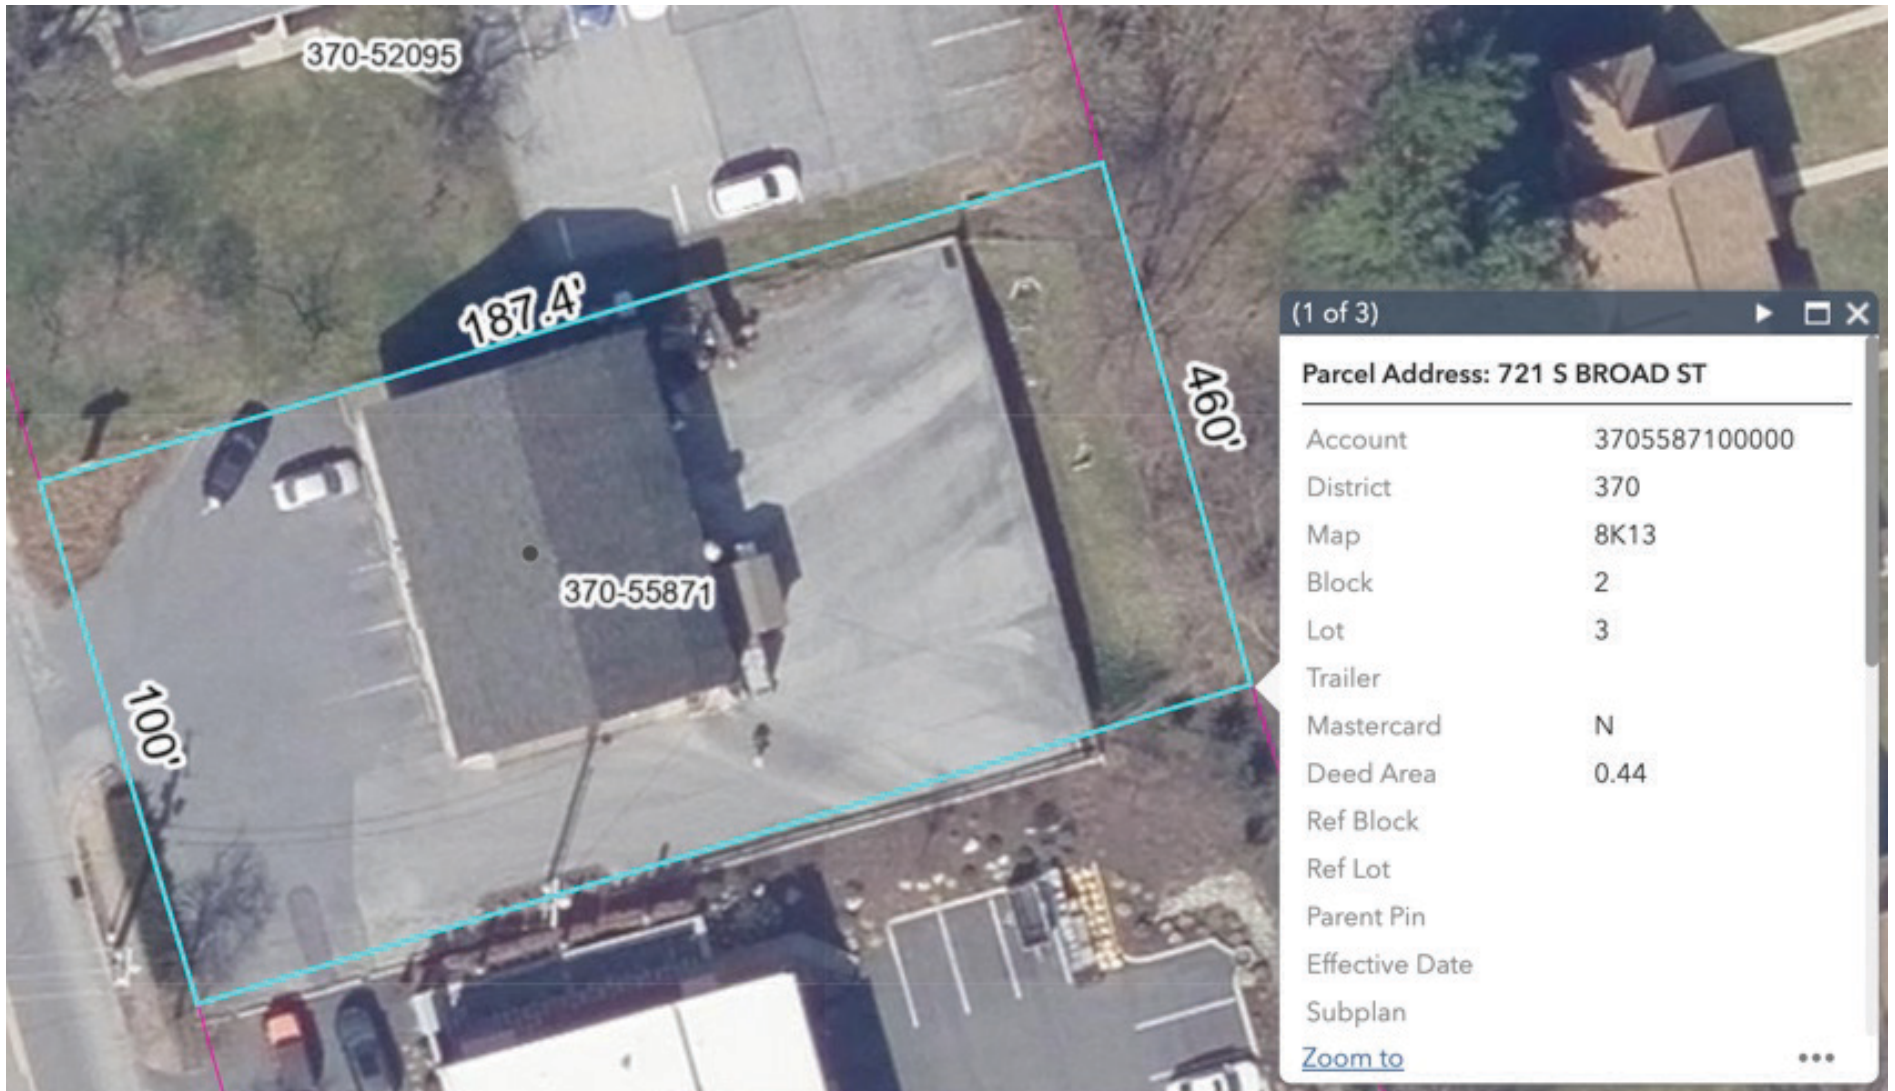 370-52095
187.4'
460'
370-55871
100'
(1 of 3)
Parcel Address: 721 S BROAD ST
Account 3705587100000
District 370
Map 8K13
Block 2
Lot 3
Trailer
Mastercard N
Deed Area 0.44
Ref Block
Ref Lot
Parent Pin
Effective Date
Subplan
Zoom to